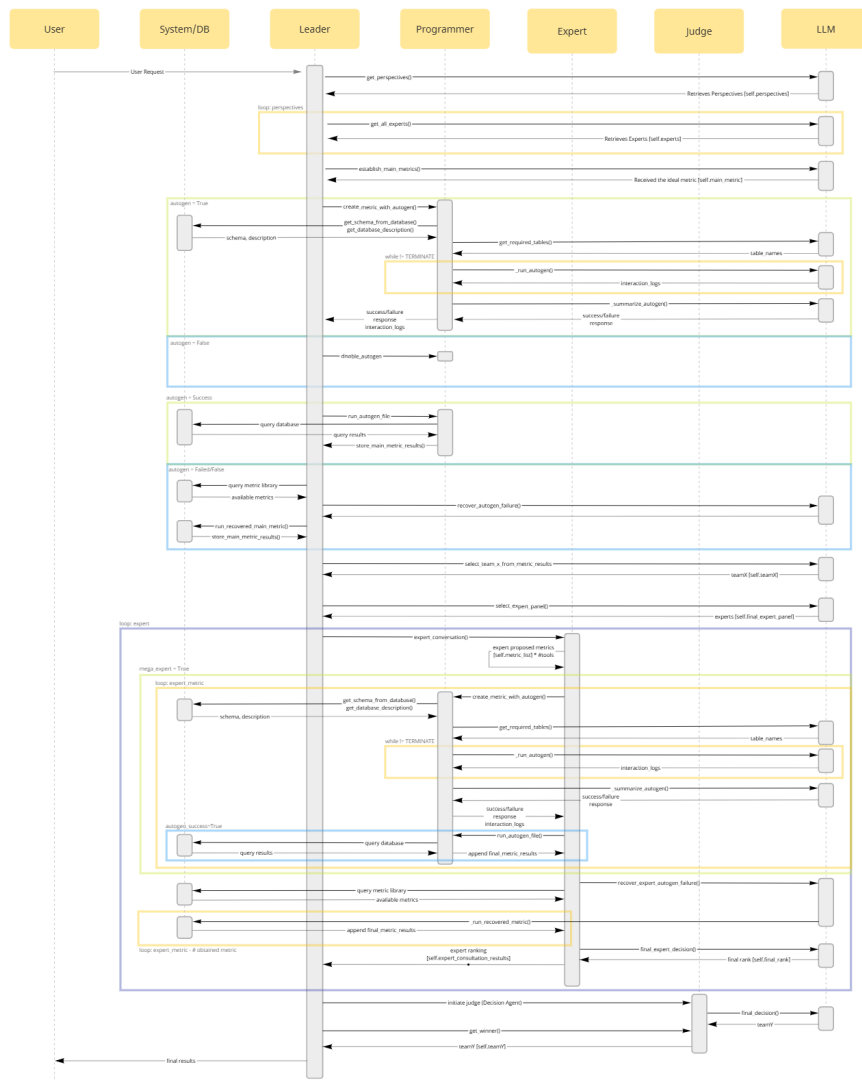 User
System/DB
Leader
Programmer
Expert
Judge
LLM
User Request
get_perspectives()
Retrieves Perspectives [self.perspectives]
loop: perspectives
get_all_experts()
Retrieves Experts [self.experts]
establish_main_metrics()
Received the ideal metric [self.main_metric]
autogen = True
create_metric_with_autogen()
get_schema_from_database()
get_database_description()
schema, description
get_required_tables()
table_names
while != TERMINATE
_run_autogen()
interaction_logs
_summarize_autogen()
success/failure
response
interaction_logs
success/failure
response
autogen = False
disable_autogen
autogen = Success
run_autogen_file
query database
query results
store_main_metric_results()
autogen = Failed/False
query metric library
available metrics
recover_autogen_failure()
run_recovered_main_metric()
store_main_metric_results()
select_team_x_from_metric_results
teamX [self.teamX]
select_expert_panel()
experts [self.final_expert_panel]
loop: expert
expert_conversation()
expert proposed metrics
[self.metric_list] * #tools
mega_expert = True
loop: expert_metric
create_metric_with_autogen()
get_schema_from_database()
get_database_description()
schema, description
get_required_tables()
table_names
while != TERMINATE
_run_autogen()
interaction_logs
_summarize_autogen()
success/failure
response
success/failure
response
interaction_logs
autogen_success=True
run_autogen_file()
query database
query results
append final_metric_results
recover_expert_autogen_failure()
query metric library
available metrics
_run_recovered_metric()
append final_metric_results
loop: expert_metric - # obtained metric
final_expert_decision()
expert ranking
[self.expert_consultation_restults]
final rank [self.final_rank]
initiate judge (Decision Agent)
final_decision()
teamY
get_winner()
teamY [self.teamY]
final results